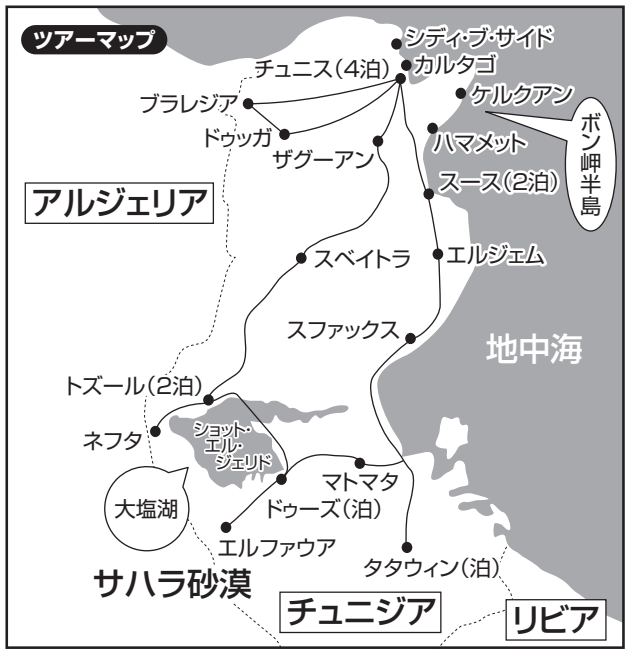 ツアーマップ
シディ・ブ・サイド
チュニス(4泊)
カルタゴ
ブラレジア
ケルクアン
ドゥッガ
ハマメット
ザグーアン
ボン岬半島
アルジェリア
スース(2泊)
スベイトラ
エルジェム
スファックス
地中海
トズール(2泊)
ネフタ
ショット・
エル・
ジェリド
マトマタ
大塩湖
ドゥーズ(泊)
エルファウア
タタウィン(泊)
サハラ砂漠
チュニジア
リビア